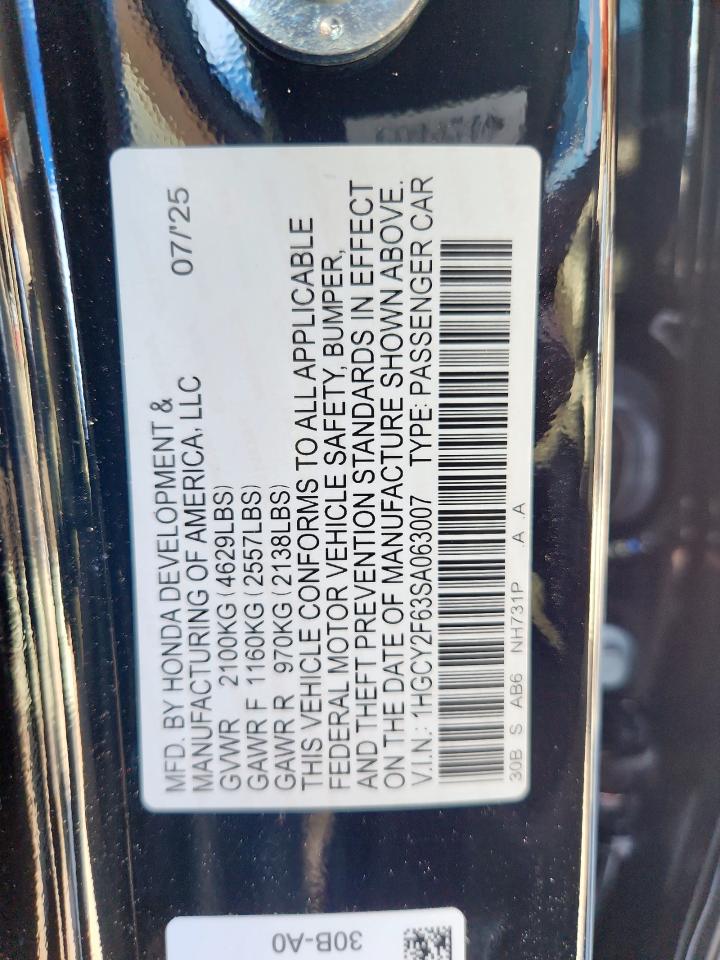 MFD. BY HONDA DEVELOPMENT &
MANUFACTURING OF AMERICA, LLC 07/'25
GVWR 2100KG (4629LBS)
GAWR F 1160KG (2557LBS)
GAWR R 970KG (2138LBS)
THIS VEHICLE CONFORMS TO ALL APPLICABLE
FEDERAL MOTOR VEHICLE SAFETY, BUMPER,
AND THEFT PREVENTION STANDARDS IN EFFECT
ON THE DATE OF MANUFACTURE SHOWN ABOVE.
V.I.N.: 1HGCY2F63SA063007 TYPE: PASSENGER CAR
30B S AB6 NH731P .A .A
30B-A0